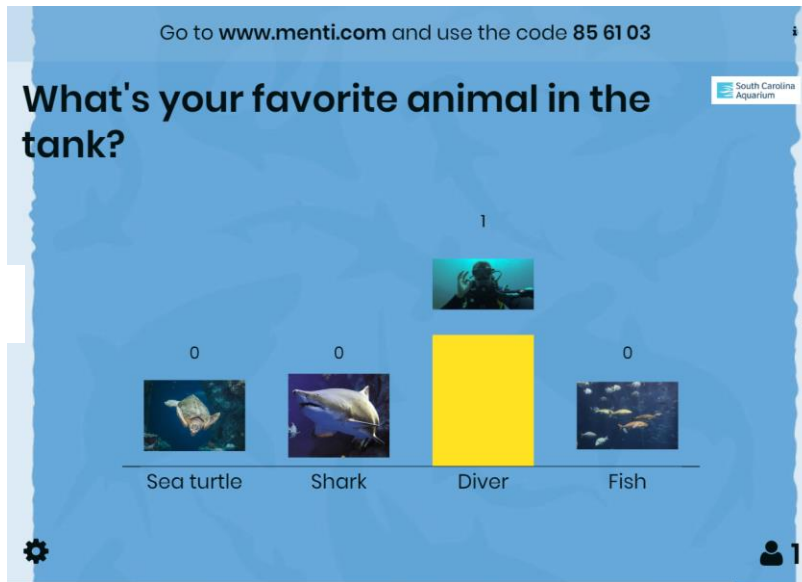 Go to www.menti.com and use the code 85 61 03
What's your favorite animal in the
tank?
South Carolina
Aquarium
1
0
0
0
Sea turtle
Shark
Diver
Fish
1